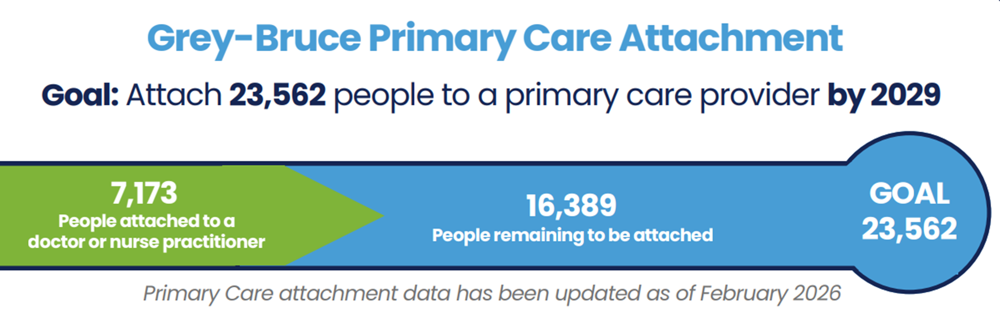 Grey-Bruce Primary Care Attachment
Goal: Attach 23,562 people to a primary care provider by 2029
7,173
People attached to a
doctor or nurse practitioner
16,389
People remaining to be attached
GOAL
23,562
Primary Care attachment data has been updated as of February 2026